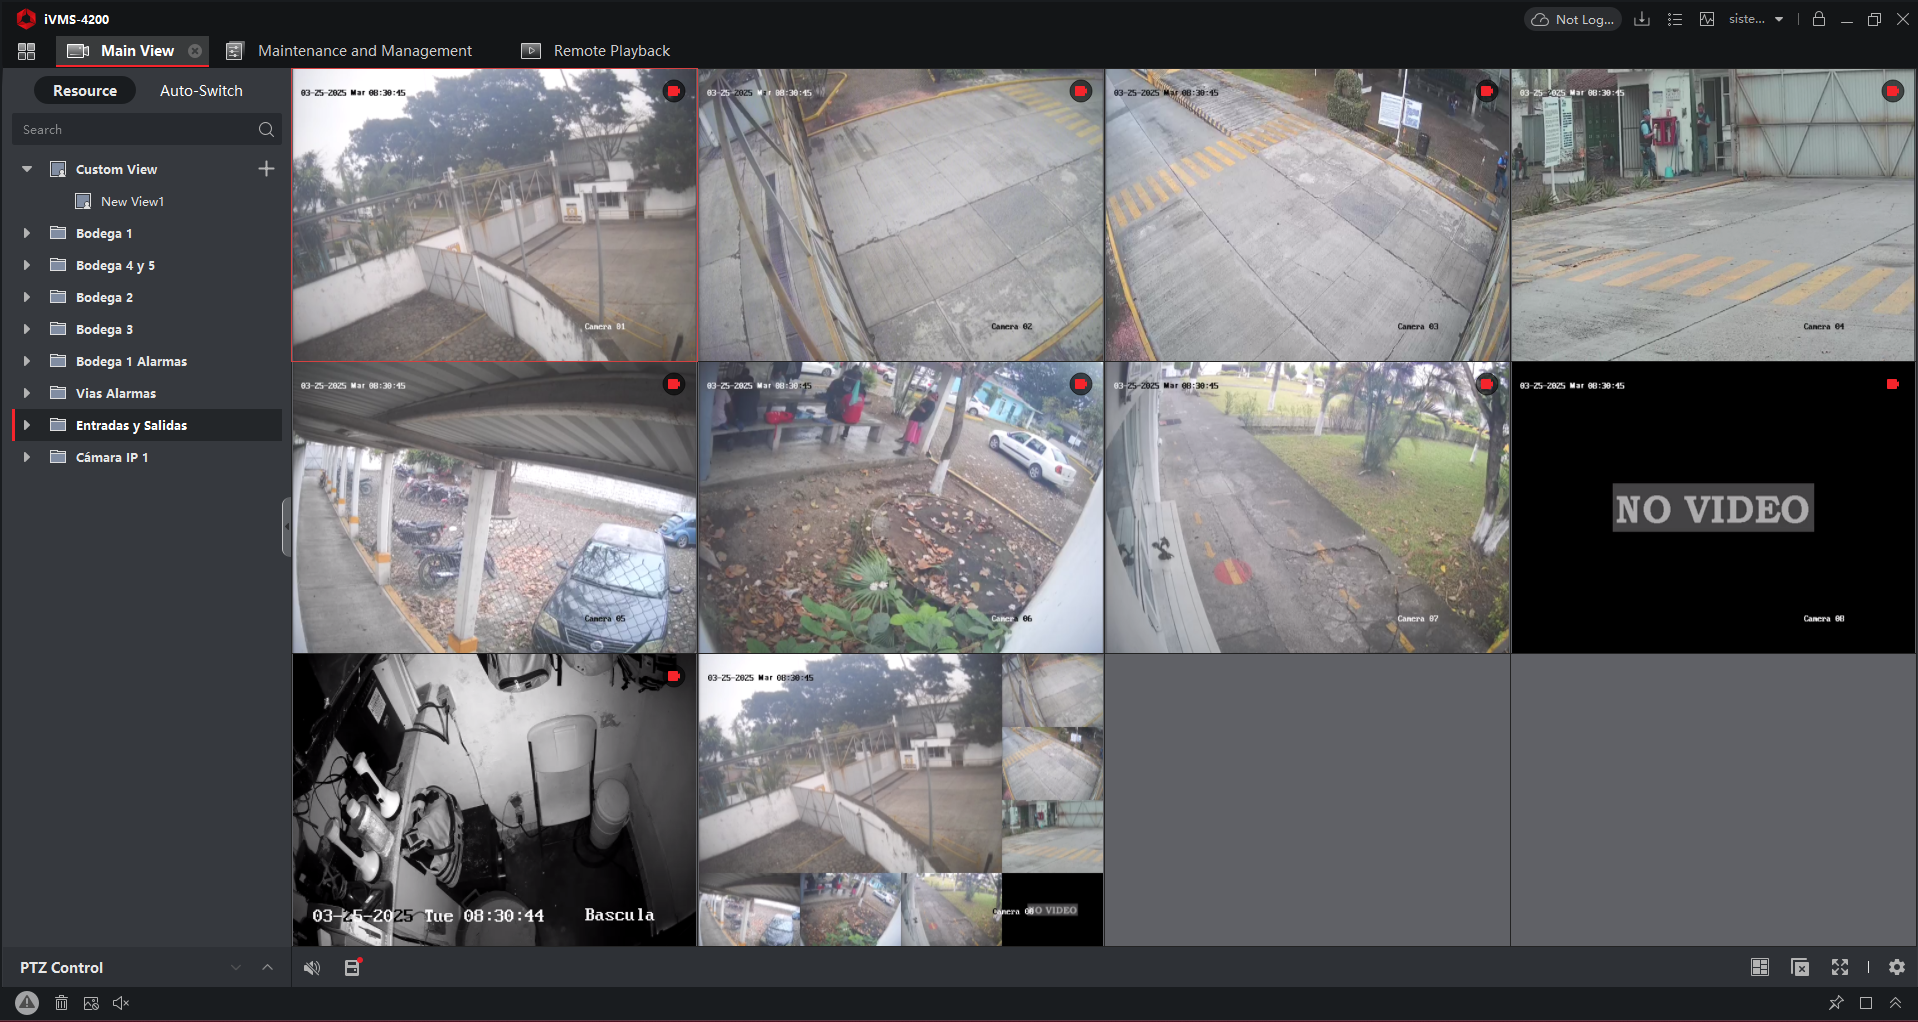 iVMS-4200
Not Log...
siste...
Main View
Maintenance and Management
Remote Playback
Resource
Auto-Switch
Search
Custom View
New View1
Bodega 1
Bodega 4 y 5
Bodega 2
Bodega 3
Bodega 1 Alarmas
Vias Alarmas
Entradas y Salidas
Cámara IP 1
03-25-2025 Mar 08:30:45
Camera 01
03-25-2025 Mar 08:30:45
Camera 02
03-25-2025 Mar 08:30:45
Camera 03
03-25-2025 Mar 08:30:45
Camera 04
03-25-2025 Mar 08:30:45
Camera 05
03-25-2025 Mar 08:30:45
Camera 06
03-25-2025 Mar 08:30:45
Camera 07
03-25-2025 Mar 08:30:45
NO VIDEO
Camera 08
03-25-2025 Tue 08:30:44
Bascula
03-25-2025 Mar 08:30:45
Camera
NO VIDEO
PTZ Control